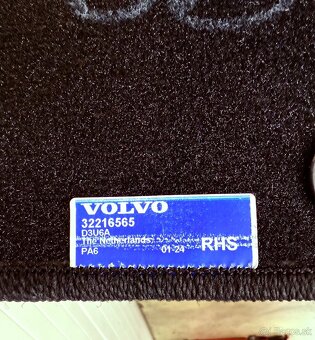 VOLVO
32216565
D3U6A
The Netherlands
PA6 01-24 RHS